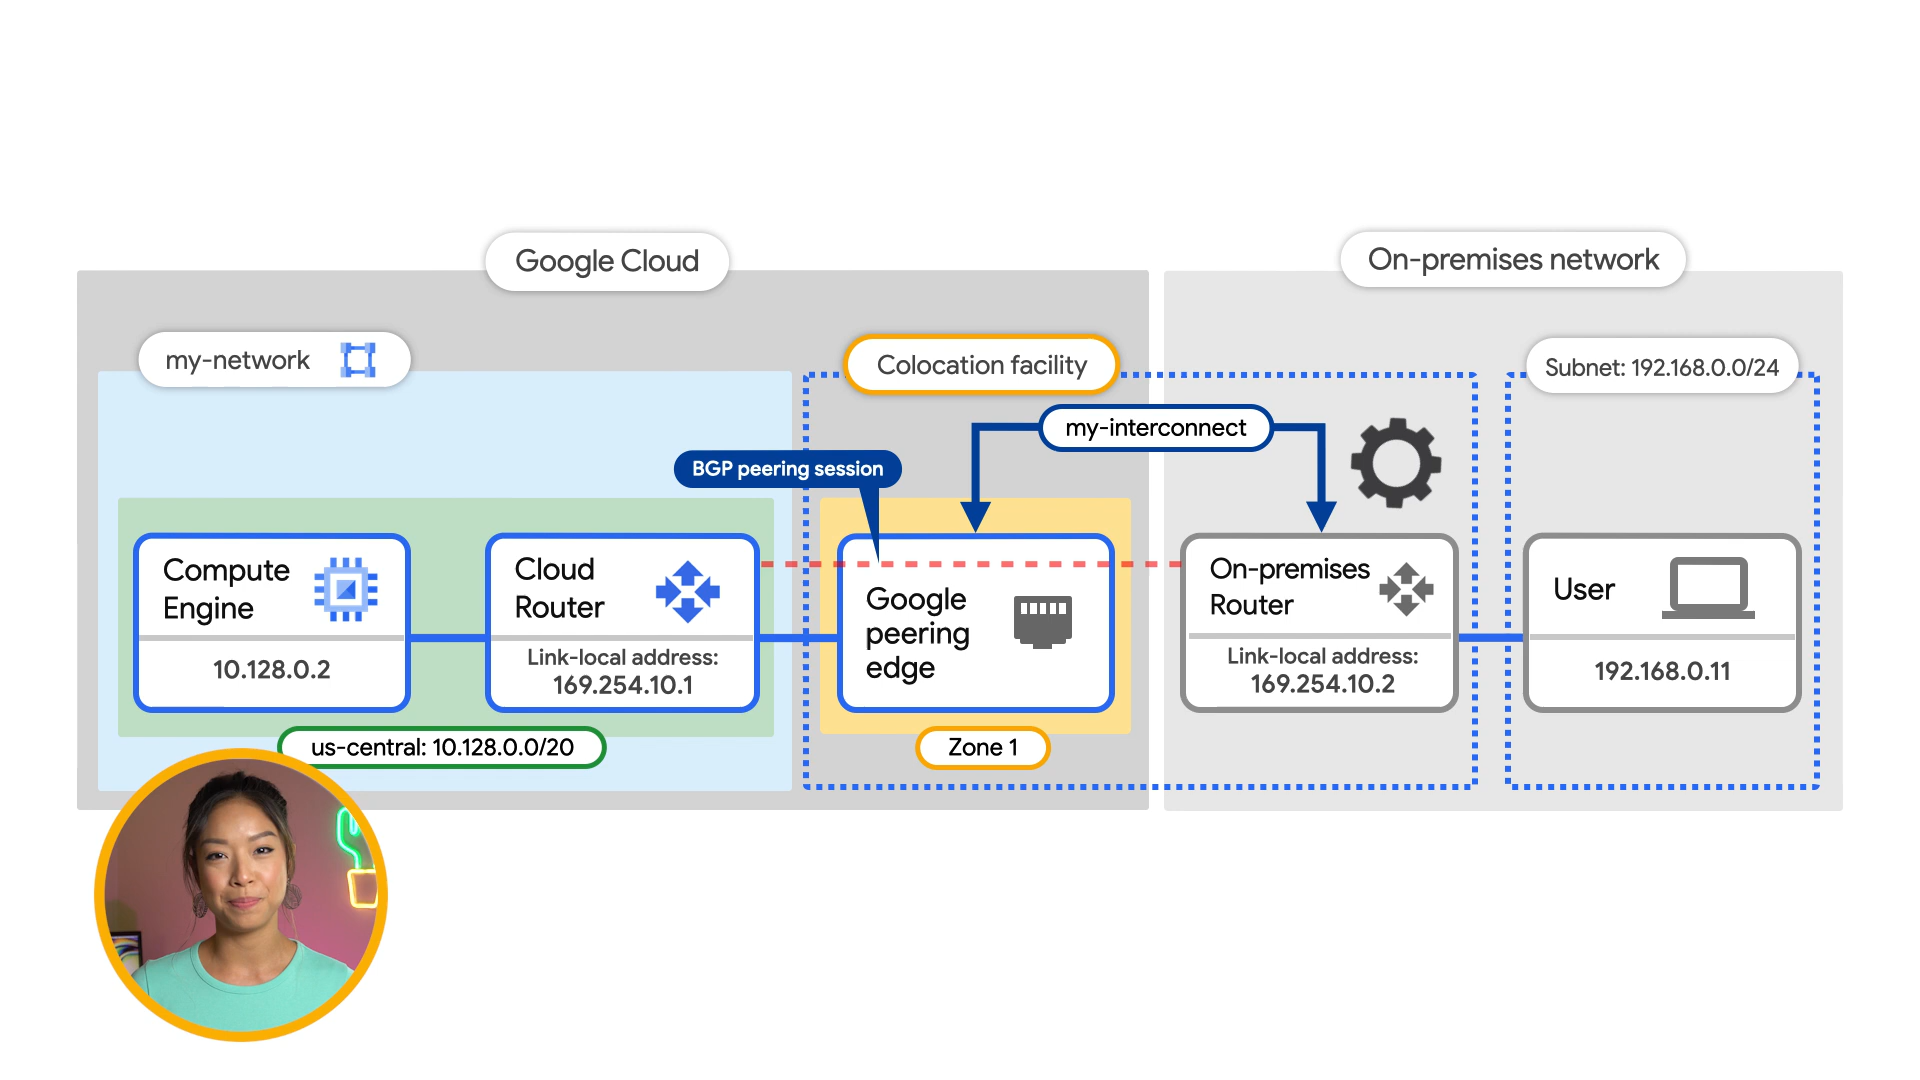 Google Cloud
On-premises network
my-network
Colocation facility
Subnet: 192.168.0.0/24
my-interconnect
BGP peering session
Compute
Engine
10.128.0.2
Cloud
Router
Link-local address:
169.254.10.1
Google
peering
edge
On-premises
Router
Link-local address:
169.254.10.2
User
192.168.0.11
us-central: 10.128.0.0/20
Zone 1